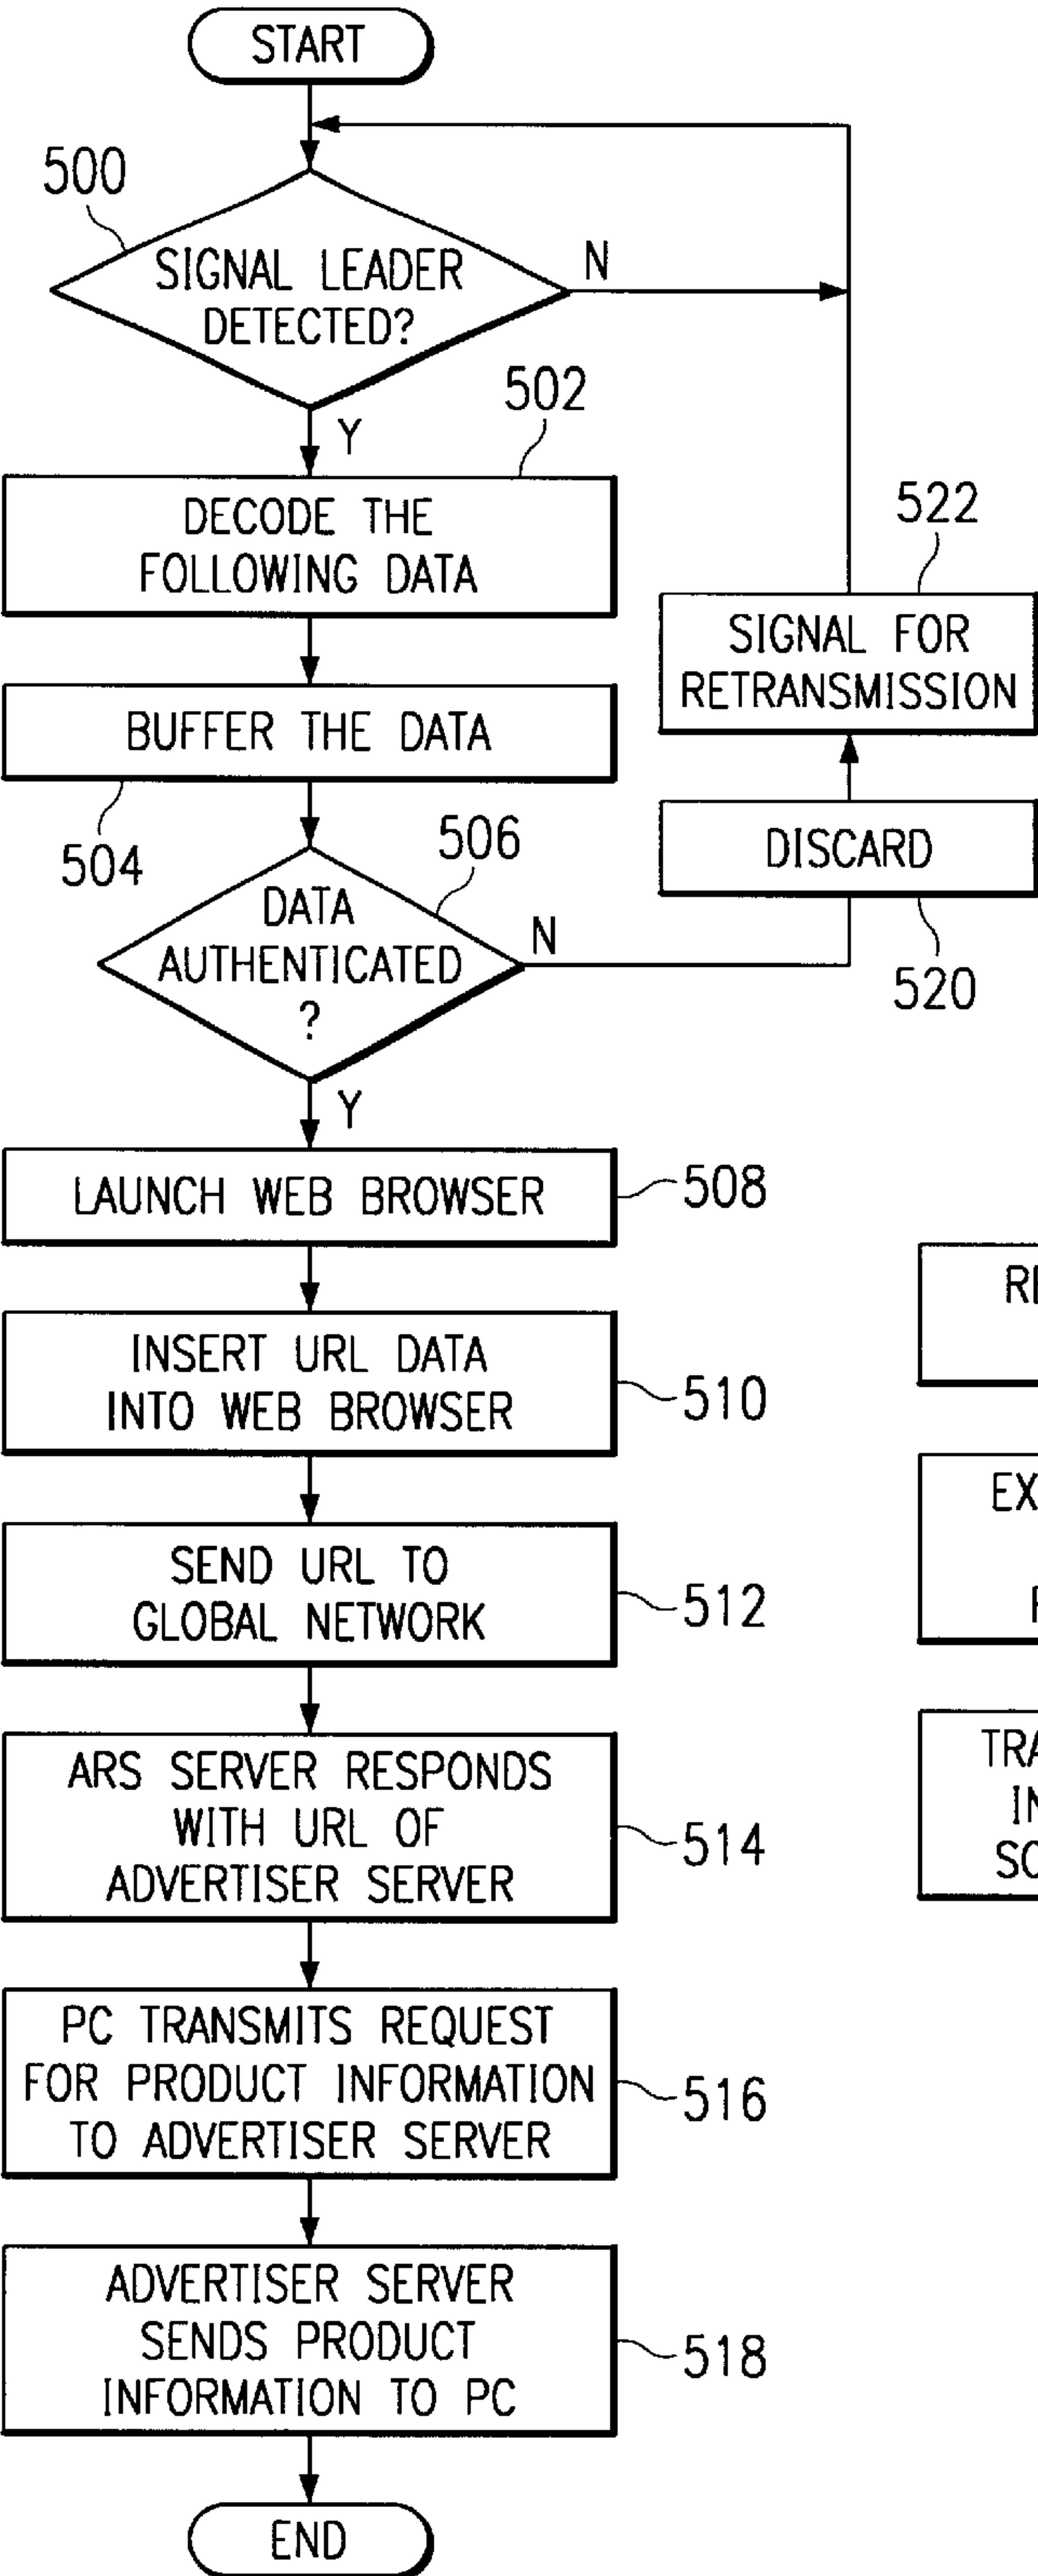 START
500
SIGNAL LEADER
DETECTED?
N
Y
502
DECODE THE
FOLLOWING DATA
522
SIGNAL FOR
RETRANSMISSION
BUFFER THE DATA
504
506
DISCARD
520
DATA
AUTHENTICATED
?
N
Y
LAUNCH WEB BROWSER
508
INSERT URL DATA
INTO WEB BROWSER
510
SEND URL TO
GLOBAL NETWORK
512
ARS SERVER RESPONDS
WITH URL OF
ADVERTISER SERVER
514
PC TRANSMITS REQUEST
FOR PRODUCT INFORMATION
TO ADVERTISER SERVER
516
ADVERTISER SERVER
SENDS PRODUCT
INFORMATION TO PC
518
END